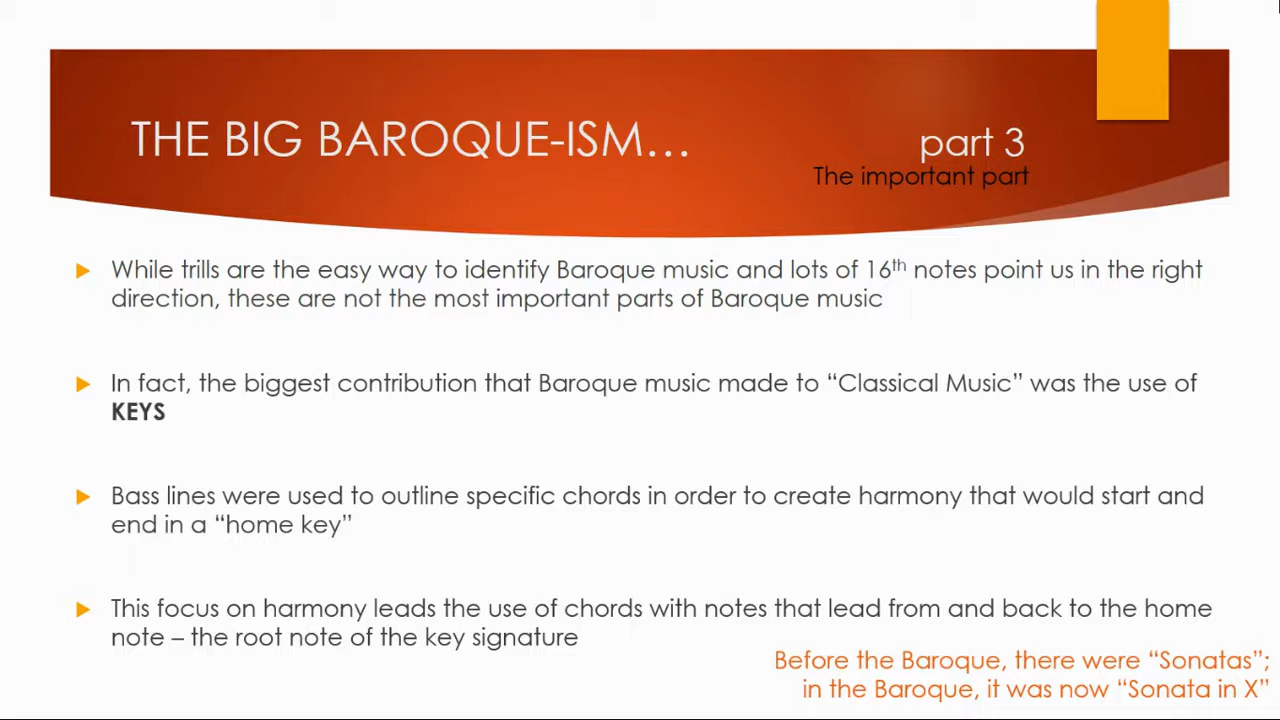 THE BIG BAROQUE-ISM... part 3
The important part
While trills are the easy way to identify Baroque music and lots of 16th notes point us in the right
direction, these are not the most important parts of Baroque music
In fact, the biggest contribution that Baroque music made to “Classical Music” was the use of
KEYS
Bass lines were used to outline specific chords in order to create harmony that would start and
end in a “home key”
This focus on harmony leads the use of chords with notes that lead from and back to the home
note – the root note of the key signature
Before the Baroque, there were “Sonatas”;
in the Baroque, it was now “Sonata in X”